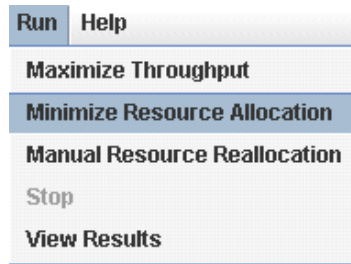 Run Help
Maximize Throughput
Minimize Resource Allocation
Manual Resource Reallocation
Stop
View Results